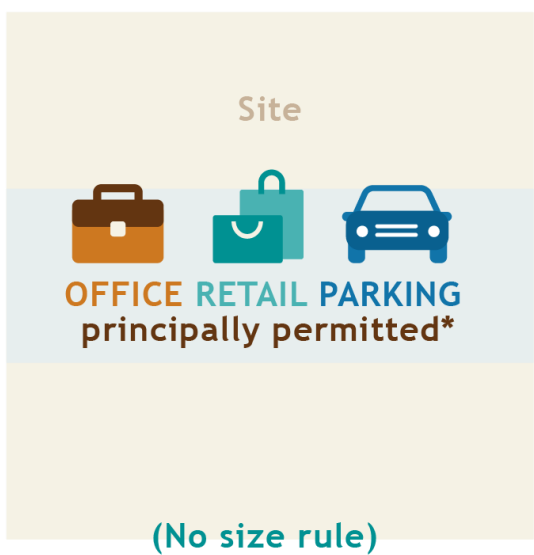 Site
OFFICE RETAIL PARKING
principally permitted*
(No size rule)